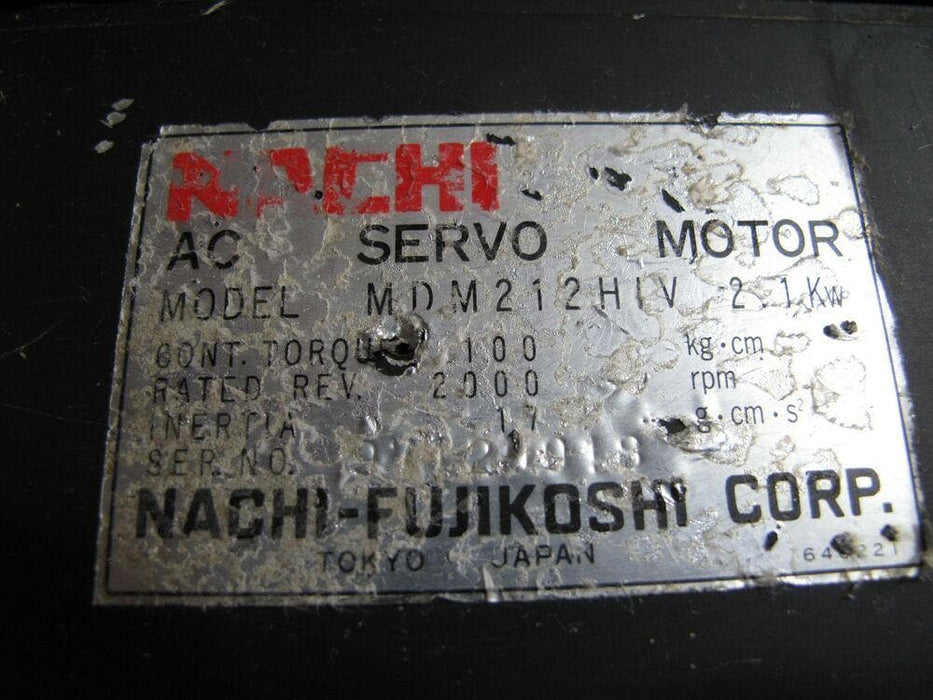 NACHI
AC SERVO MOTOR
MODEL MDM212HIV 2.1Kw
CONT. TORQUE 100 kg·cm
RATED REV. 2000 rpm
INERTIA 17 g·cm·s²
SER. NO.
NACHI-FUJIKOSHI CORP.
TOKYO JAPAN